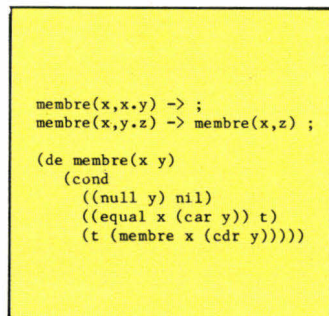 membre(x,x.y) -> ;
membre(x,y.z) -> membre(x,z) ;
(de membre(x y)
(cond
((null y) nil)
((equal x (car y)) t)
(t (membre x (cdr y)))))